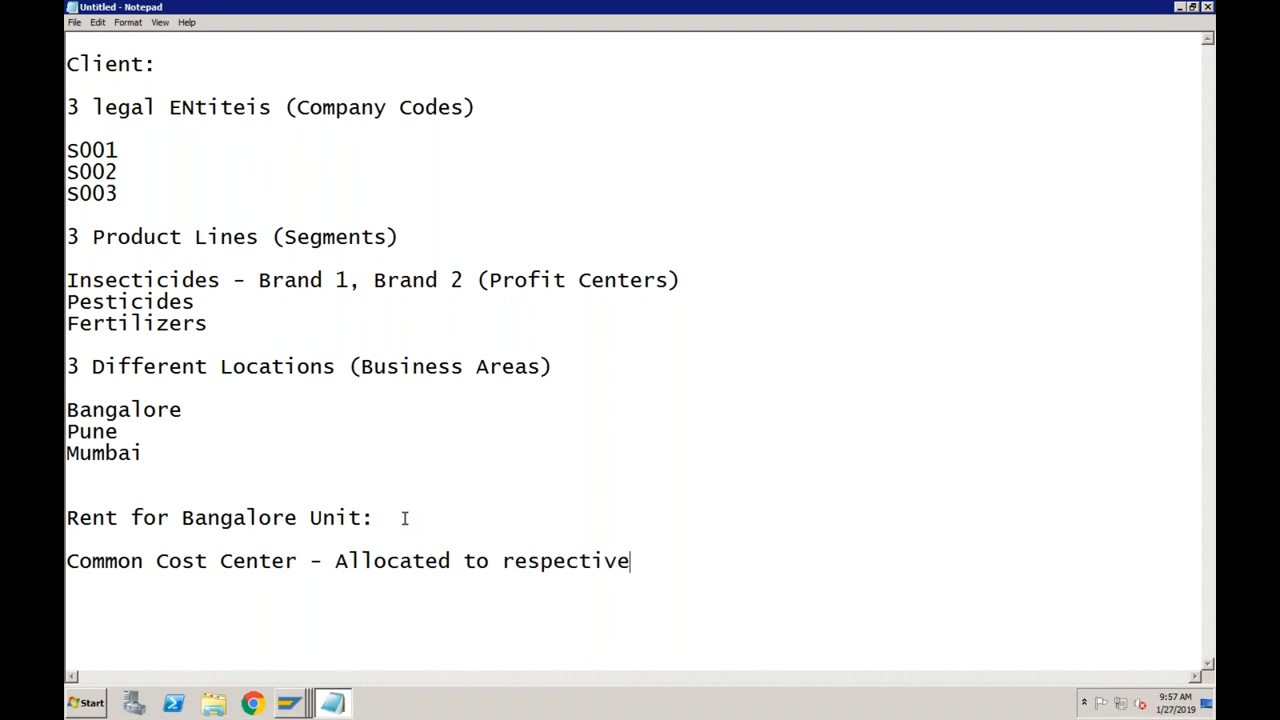 Untitled - Notepad
File Edit Format View Help
Client:
3 legal ENtiteis (Company Codes)
S001
S002
S003
3 Product Lines (Segments)
Insecticides - Brand 1, Brand 2 (Profit Centers)
Pesticides
Fertilizers
3 Different Locations (Business Areas)
Bangalore
Pune
Mumbai
Rent for Bangalore Unit:
Common Cost Center - Allocated to respective
Start
9:57 AM
1/27/2019